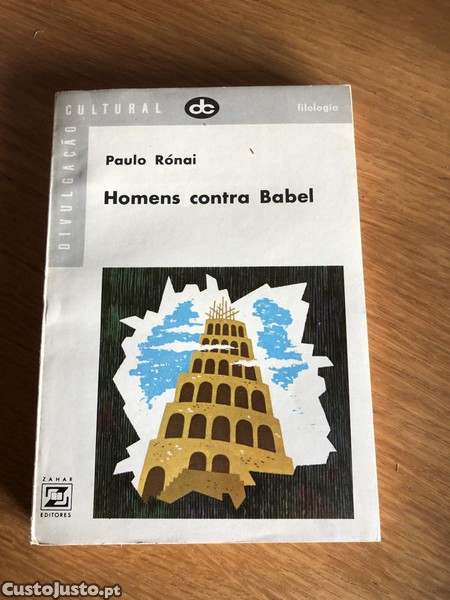 DIVULGAÇÃO
CULTURAL
dc
filologia
Paulo Rónai
Homens contra Babel
ZAHAR
EDITORES
CustoJusto.pt